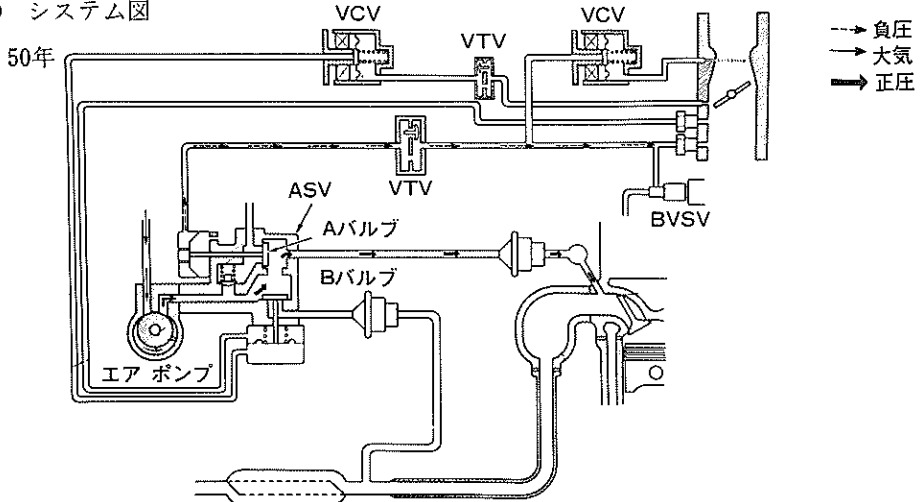 システム図
50年
VCV
VTV
VCV
負圧
大気
正圧
VTV
BVSV
ASV
Aバルブ
Bバルブ
エア ポンプ